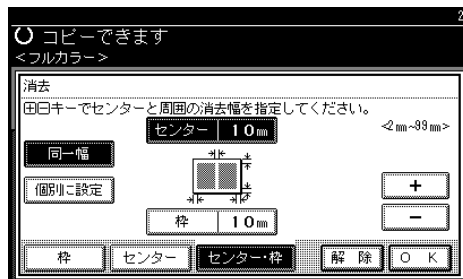 2
コピーできます
<フルカラー>
消去
⊞⊟キーでセンターと周囲の消去幅を指定してください。
センター 10mm
<2mm~99mm>
同一幅
個別に設定
+
枠 10mm
−
枠 センター センター・枠 解除 OK